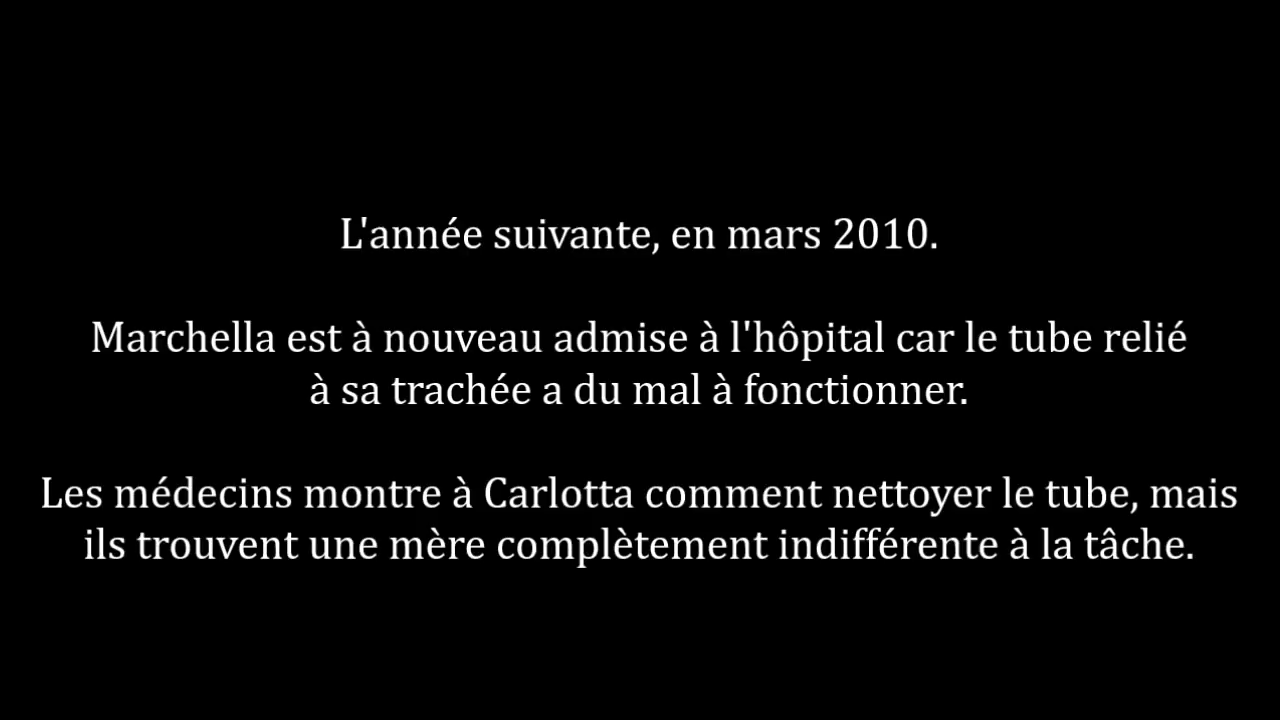 L'année suivante, en mars 2010.
Marchella est à nouveau admise à l'hôpital car le tube relié
à sa trachée a du mal à fonctionner.
Les médecins montre à Carlotta comment nettoyer le tube, mais
ils trouvent une mère complètement indifférente à la tâche.